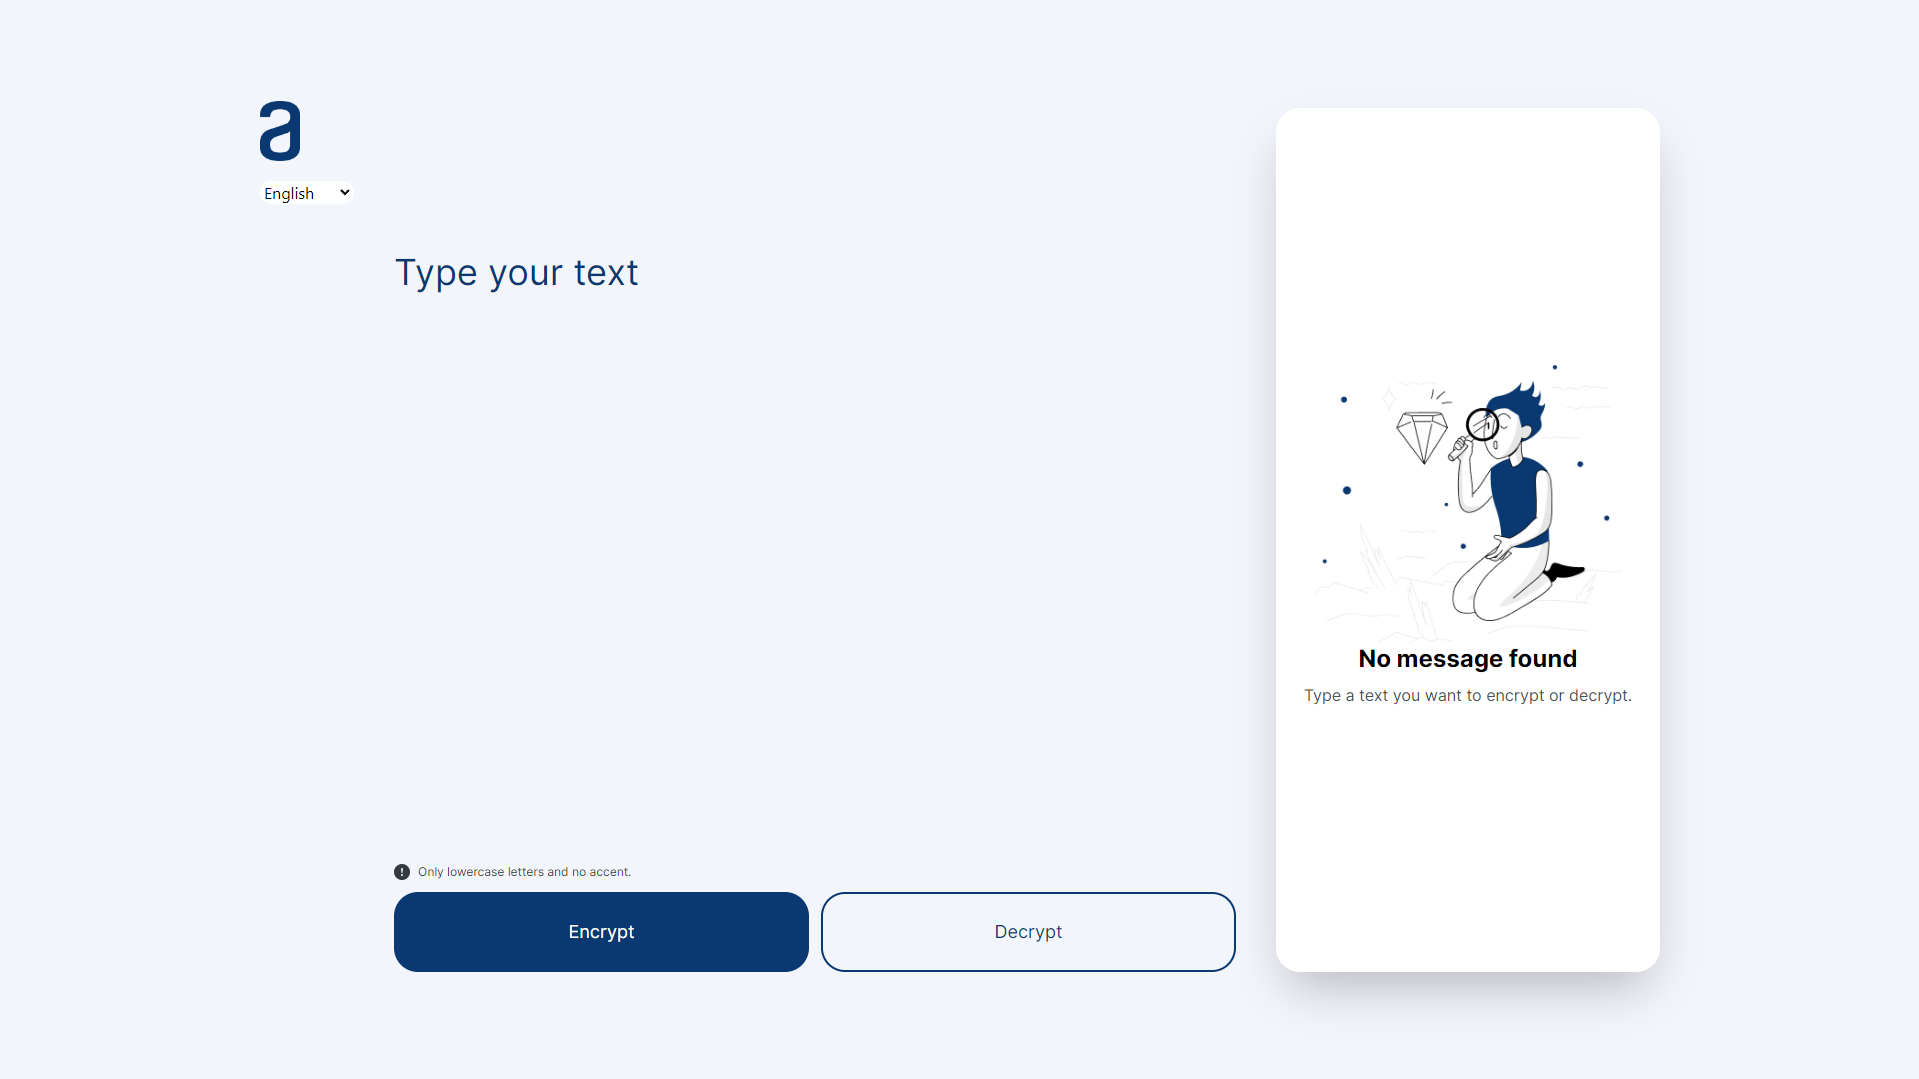 a
English
Type your text
Only lowercase letters and no accent.
Encrypt
Decrypt
No message found
Type a text you want to encrypt or decrypt.